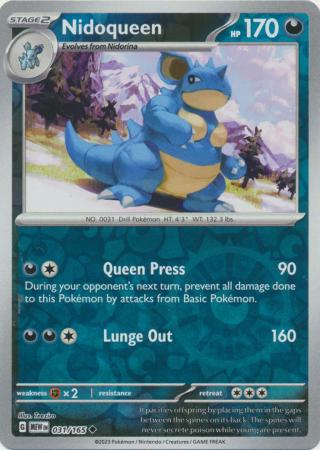 STAGE 2
Nidoqueen
HP 170
Evolves from Nidorina
NO. 0031 Drill Pokémon HT: 4'3" WT: 132.3 lbs
Queen Press 90
During your opponent's next turn, prevent all damage done
to this Pokémon by attacks from Basic Pokémon.
Lunge Out 160
weakness ×2 resistance retreat
Illus. Teeziro
G MEW EN 031/165
It pacifies offspring by placing them in the gaps
between the spines on its back. The spines will
never secrete poison while young are present.
©2023 Pokémon / Nintendo / Creatures / GAME FREAK